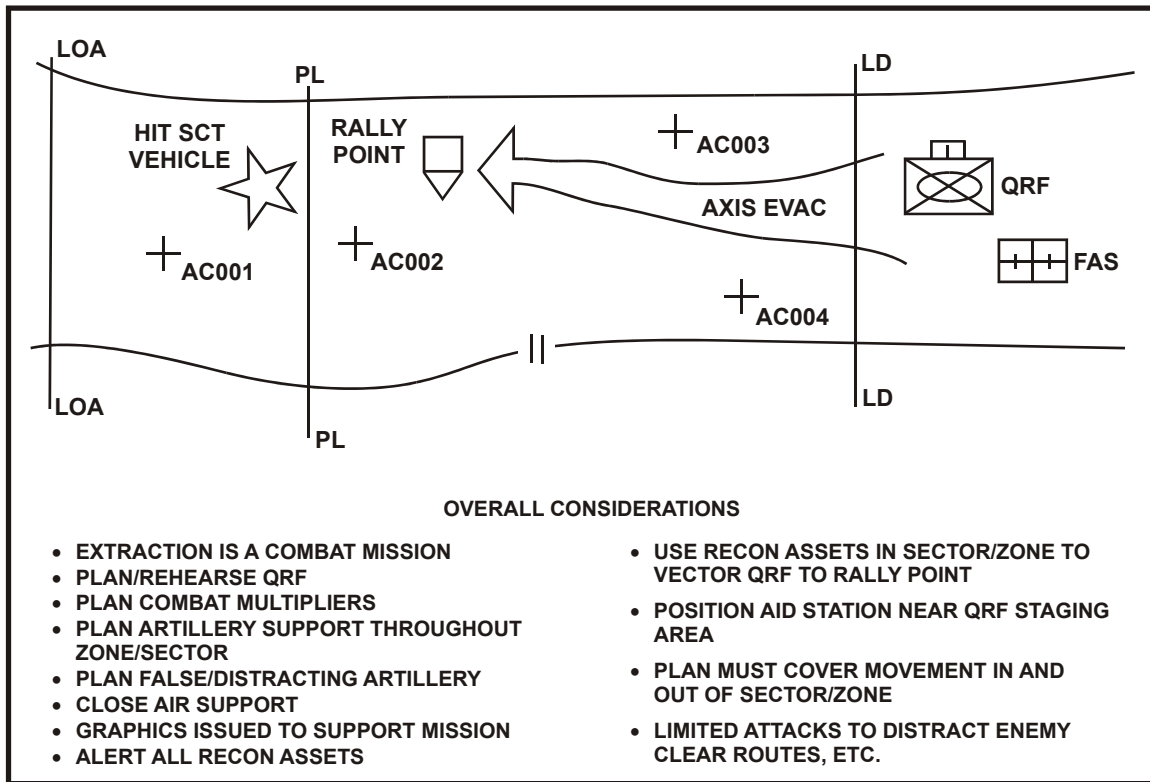 LOA
PL
LD
HIT SCT
VEHICLE
RALLY
POINT
AC003
QRF
AXIS EVAC
AC001
AC002
FAS
AC004
LOA
PL
LD
OVERALL CONSIDERATIONS
• EXTRACTION IS A COMBAT MISSION
• PLAN/REHEARSE QRF
• PLAN COMBAT MULTIPLIERS
• PLAN ARTILLERY SUPPORT THROUGHOUT
ZONE/SECTOR
• PLAN FALSE/DISTRACTING ARTILLERY
• CLOSE AIR SUPPORT
• GRAPHICS ISSUED TO SUPPORT MISSION
• ALERT ALL RECON ASSETS
• USE RECON ASSETS IN SECTOR/ZONE TO
VECTOR QRF TO RALLY POINT
• POSITION AID STATION NEAR QRF STAGING
AREA
• PLAN MUST COVER MOVEMENT IN AND
OUT OF SECTOR/ZONE
• LIMITED ATTACKS TO DISTRACT ENEMY
CLEAR ROUTES, ETC.